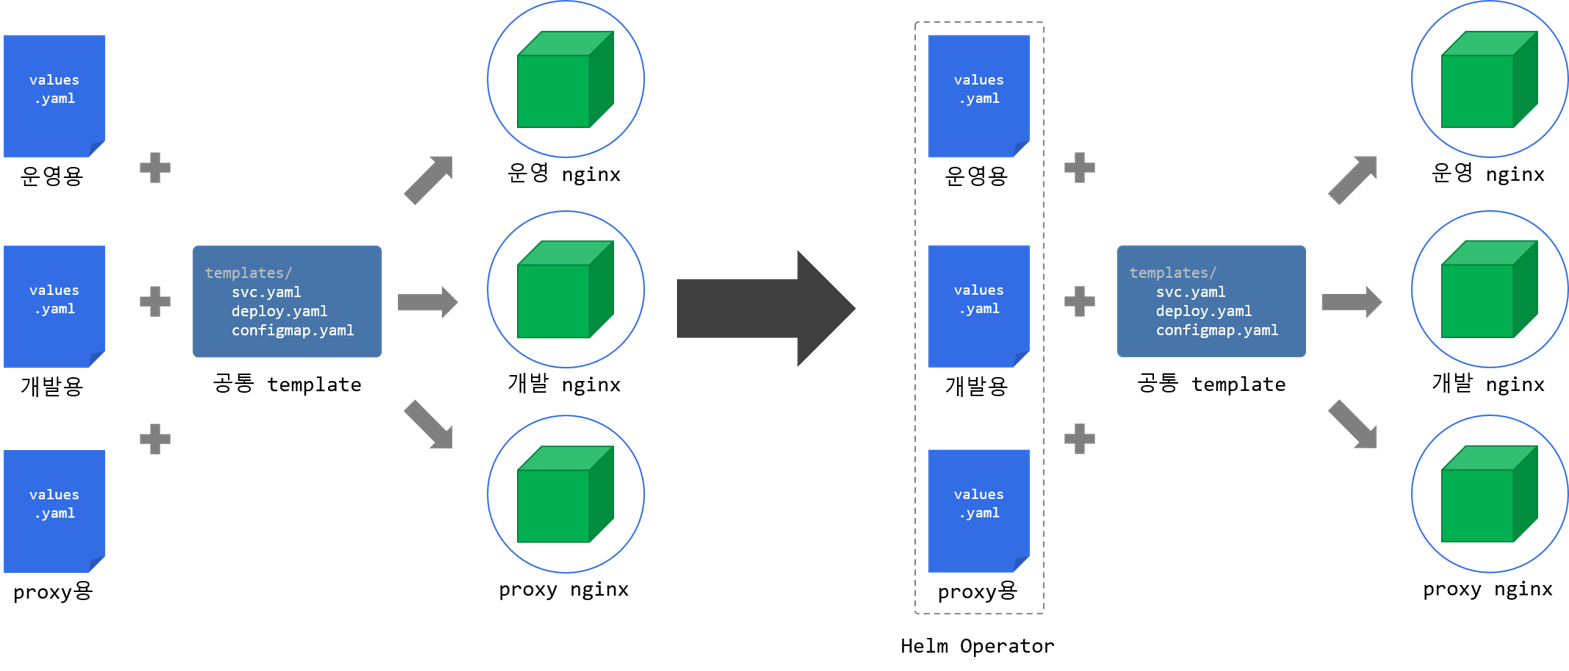 values
.yaml
운영용
values
.yaml
개발용
values
.yaml
proxy용
templates/
svc.yaml
deploy.yaml
configmap.yaml
공통 template
운영 nginx
개발 nginx
proxy nginx
values
.yaml
운영용
values
.yaml
개발용
values
.yaml
proxy용
Helm Operator
templates/
svc.yaml
deploy.yaml
configmap.yaml
공통 template
운영 nginx
개발 nginx
proxy nginx